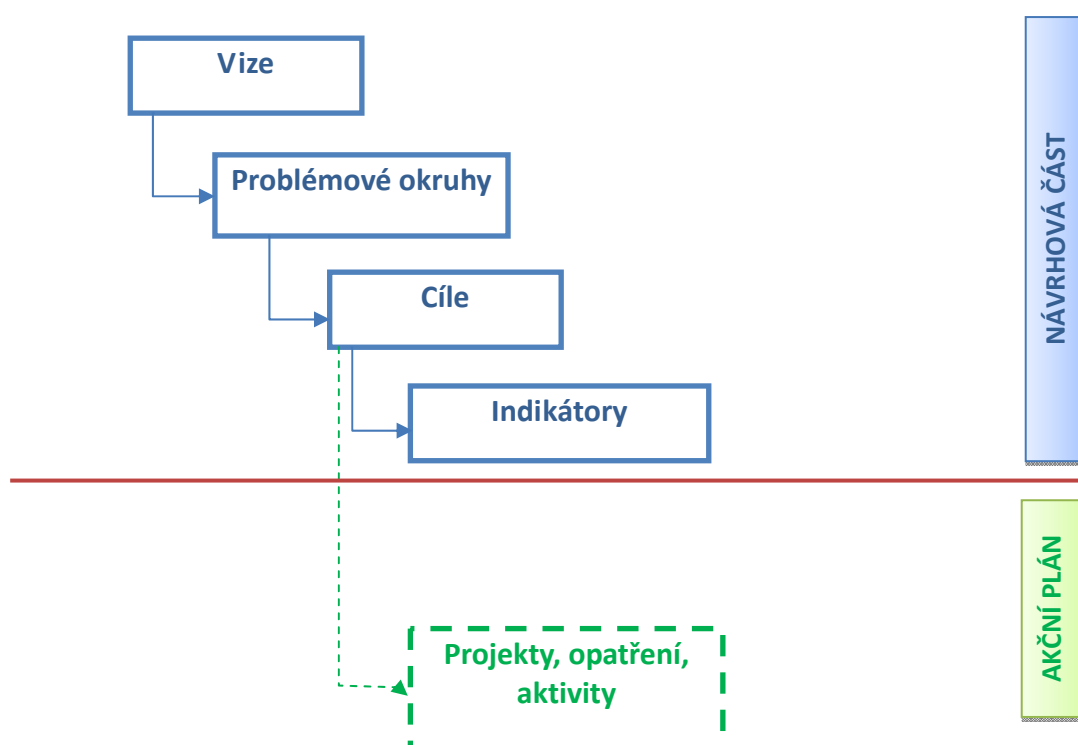 Vize
Problémové okruhy
Cíle
Indikátory
NÁVRHOVÁ ČÁST
Projekty, opatření,
aktivity
AKČNÍ PLÁN